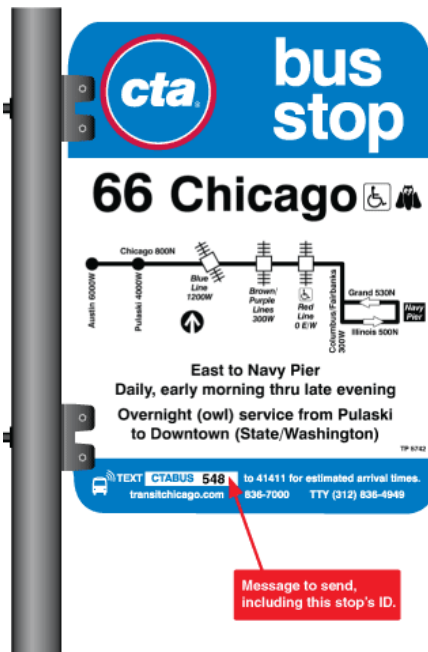 cta
bus
stop
66 Chicago
Chicago 800N
Austin 6000W
Pulaski 4000W
Blue
Line
1200W
Brown/
Purple
Lines
300W
Red
Line
0 E/W
Columbus/Fairbanks
300W
Grand 530N
Navy
Pier
Illinois 500N
East to Navy Pier
Daily, early morning thru late evening
Overnight (owl) service from Pulaski
to Downtown (State/Washington)
TP 5742
TEXT CTABUS 548 to 41411 for estimated arrival times.
transitchicago.com 836-7000 TTY (312) 836-4949
Message to send,
including this stop's ID.